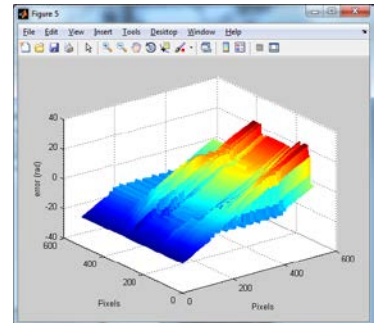 Figure 5
File Edit View Insert Tools Desktop Window Help
40
20
0
-20
-40
error (rad)
600
400
200
0
Pixels
0
200
400
600
Pixels